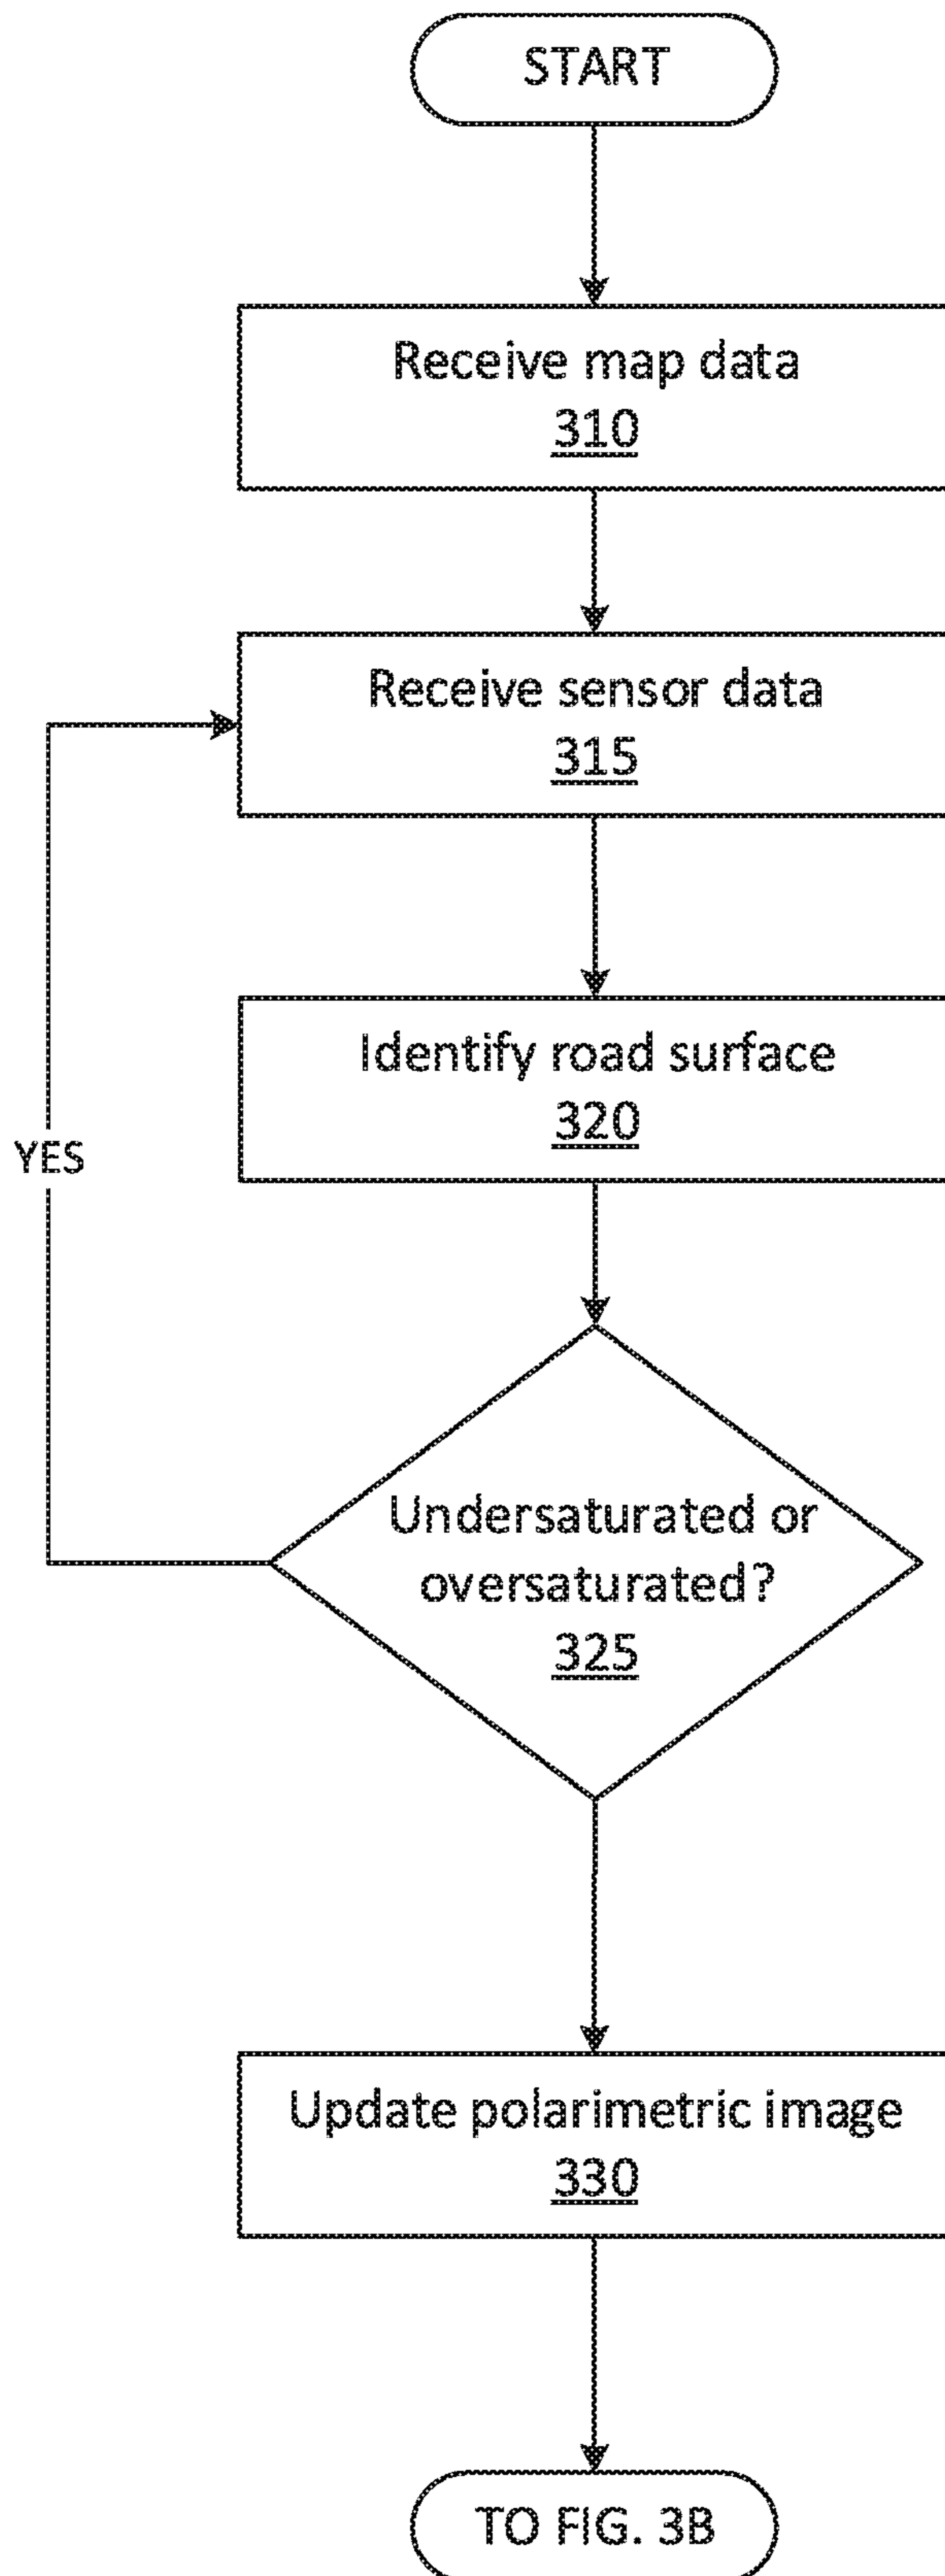 START
Receive map data
310
Receive sensor data
315
Identify road surface
320
YES
Undersaturated or
oversaturated?
325
Update polarimetric image
330
TO FIG. 3B